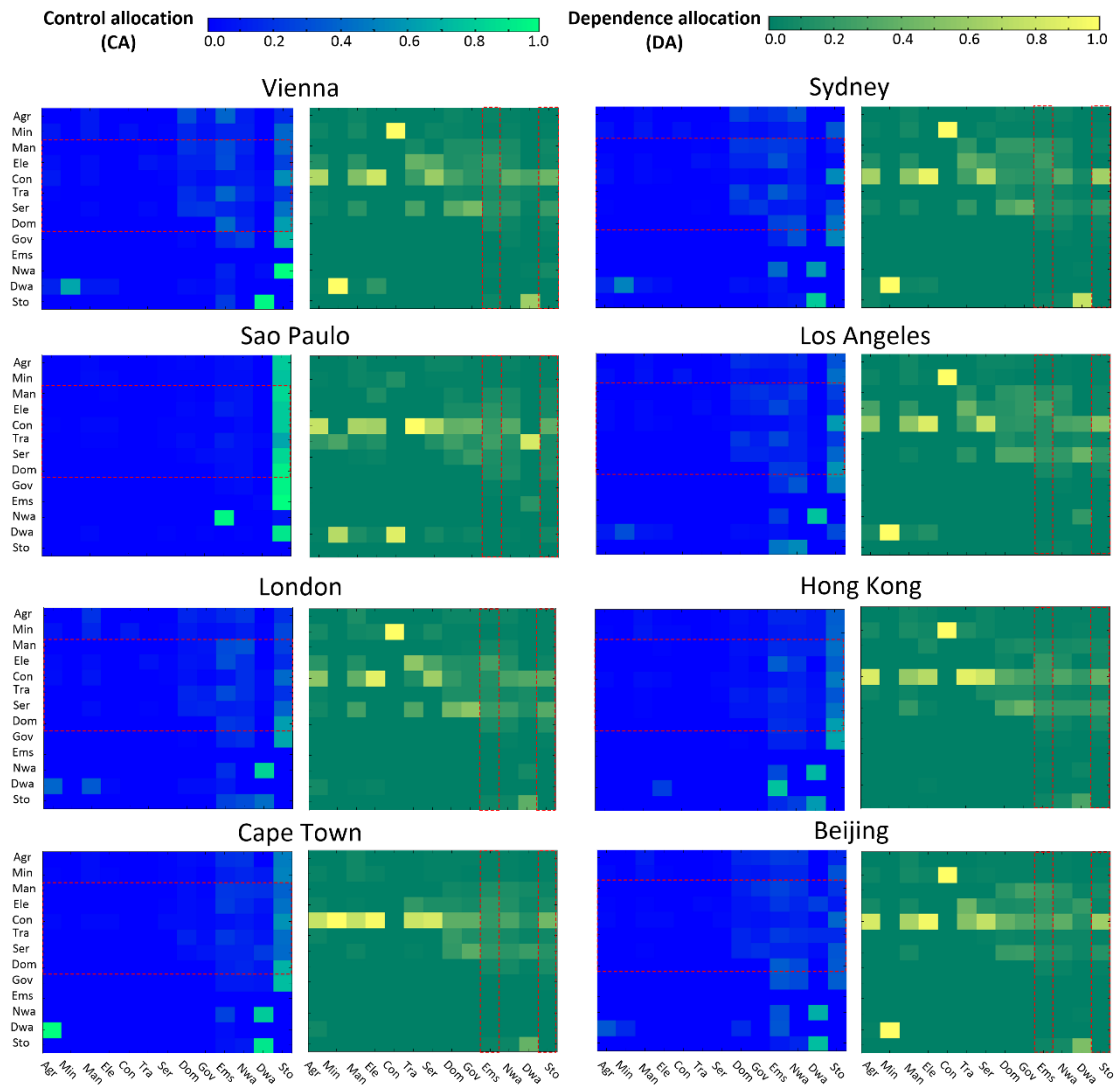 Control allocation
(CA)
0.0 0.2 0.4 0.6 0.8 1.0
Dependence allocation
(DA)
0.0 0.2 0.4 0.6 0.8 1.0
Vienna
Sydney
Agr
Min
Man
Ele
Con
Tra
Ser
Dom
Gov
Ems
Nwa
Dwa
Sto
Sao Paulo
Los Angeles
Agr
Min
Man
Ele
Con
Tra
Ser
Dom
Gov
Ems
Nwa
Dwa
Sto
London
Hong Kong
Agr
Min
Man
Ele
Con
Tra
Ser
Dom
Gov
Ems
Nwa
Dwa
Sto
Cape Town
Beijing
Agr
Min
Man
Ele
Con
Tra
Ser
Dom
Gov
Ems
Nwa
Dwa
Sto
Agr Min Man Ele Con Tra Ser Dom Gov Ems Nwa Dwa Sto
Agr Min Man Ele Con Tra Ser Dom Gov Ems Nwa Dwa Sto
Agr Min Man Ele Con Tra Ser Dom Gov Ems Nwa Dwa Sto
Agr Min Man Ele Con Tra Ser Dom Gov Ems Nwa Dwa Sto